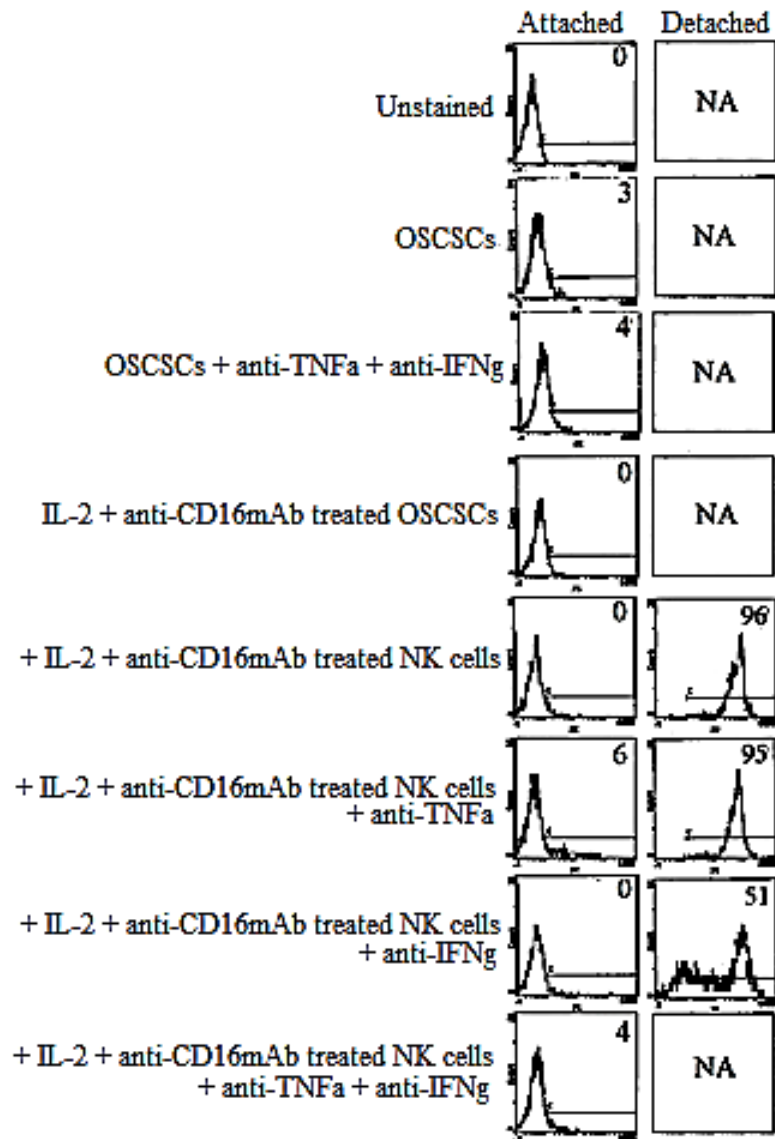 Attached Detached
Unstained 0 NA
OSCSCs 3 NA
OSCSCs + anti-TNFa + anti-IFNg 4 NA
IL-2 + anti-CD16mAb treated OSCSCs 0 NA
+ IL-2 + anti-CD16mAb treated NK cells 0 96
+ IL-2 + anti-CD16mAb treated NK cells 6 95
+ anti-TNFa
+ IL-2 + anti-CD16mAb treated NK cells 0 51
+ anti-IFNg
+ IL-2 + anti-CD16mAb treated NK cells 4 NA
+ anti-TNFa + anti-IFNg